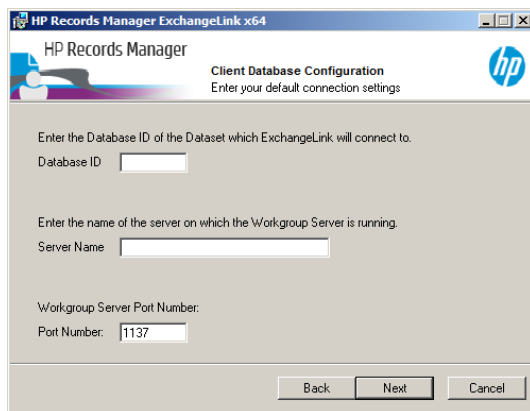 HP Records Manager ExchangeLink x64
HP Records Manager
hp
Client Database Configuration
Enter your default connection settings
Enter the Database ID of the Dataset which ExchangeLink will connect to.
Database ID
Enter the name of the server on which the Workgroup Server is running.
Server Name
Workgroup Server Port Number:
Port Number: 1137
Back Next Cancel